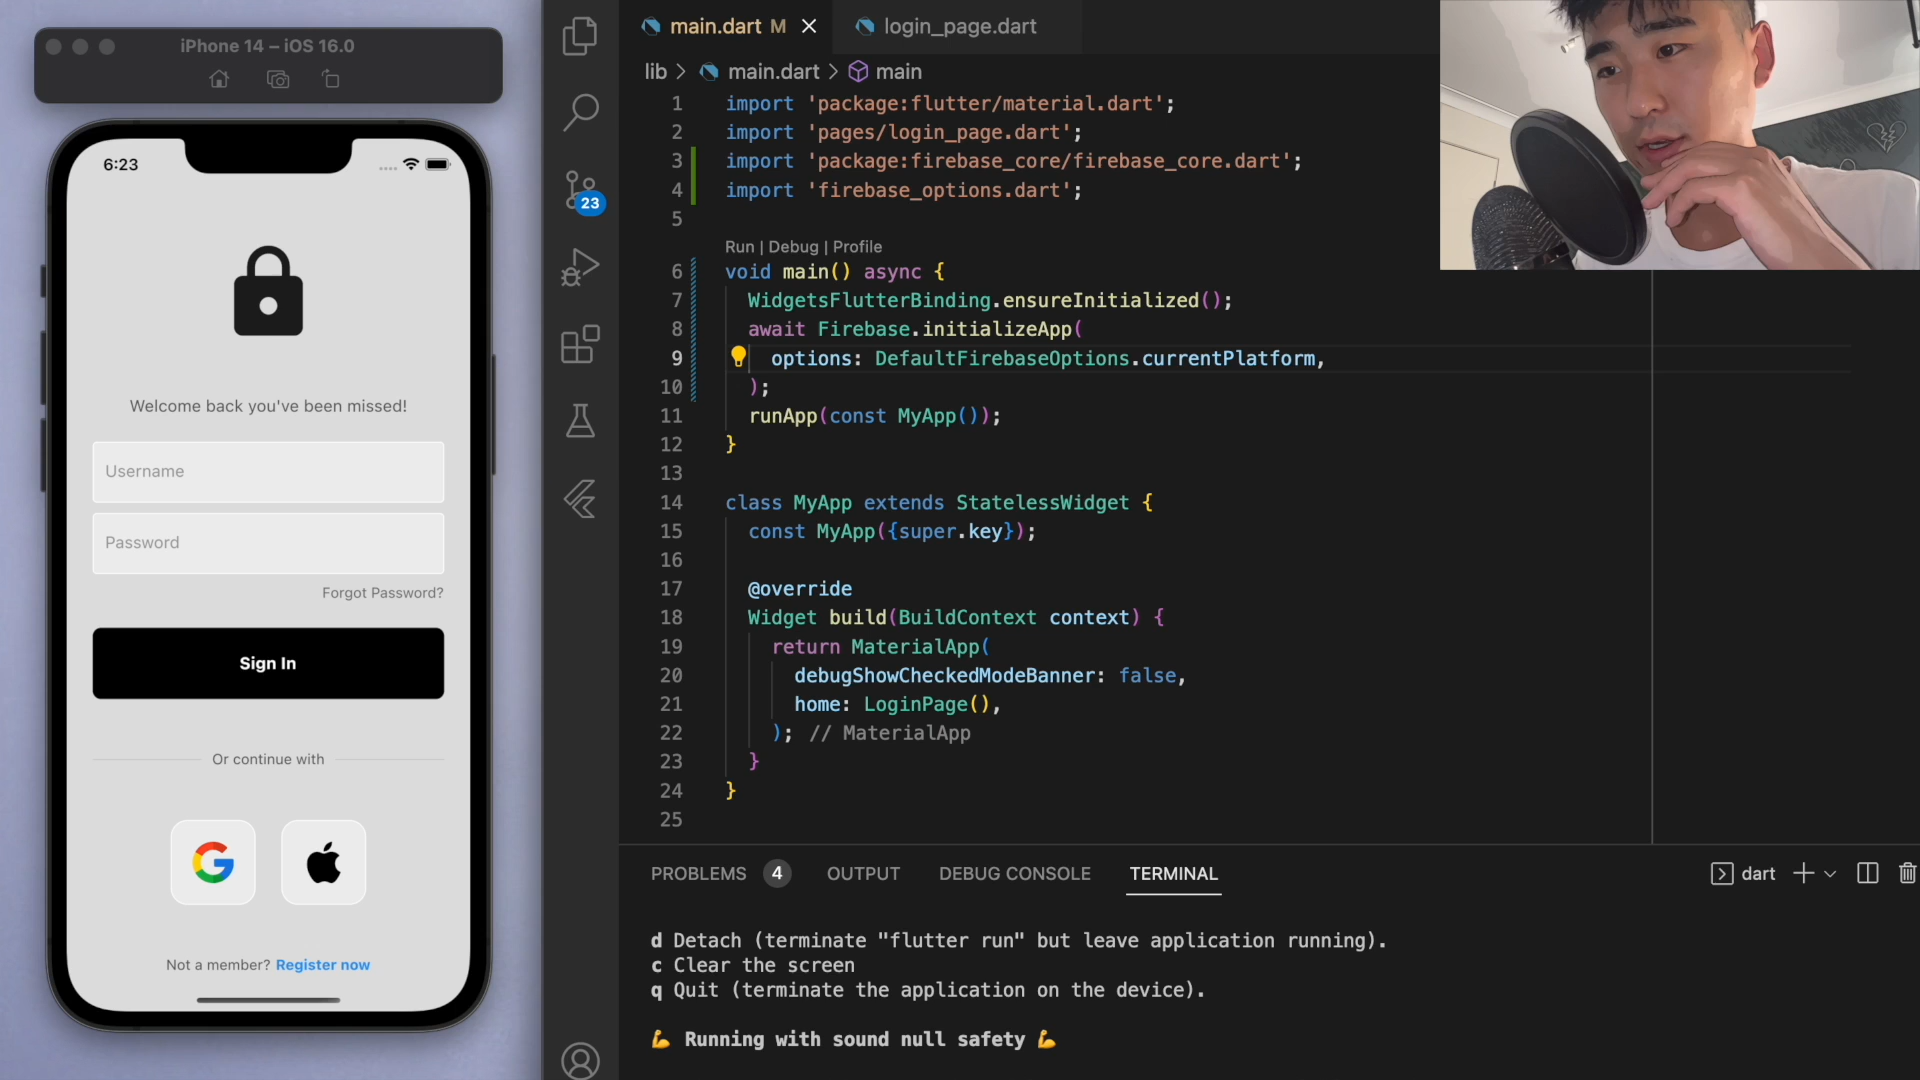 iPhone 14 – iOS 16.0
6:23
Welcome back you've been missed!
Username
Password
Forgot Password?
Sign In
Or continue with
Not a member? Register now
23
main.dart M
login_page.dart
lib > main.dart > main
1 import 'package:flutter/material.dart';
2 import 'pages/login_page.dart';
3 import 'package:firebase_core/firebase_core.dart';
4 import 'firebase_options.dart';
5
Run | Debug | Profile
6 void main() async {
7 WidgetsFlutterBinding.ensureInitialized();
8 await Firebase.initializeApp(
9 options: DefaultFirebaseOptions.currentPlatform,
10 );
11 runApp(const MyApp());
12 }
13
14 class MyApp extends StatelessWidget {
15 const MyApp({super.key});
16
17 @override
18 Widget build(BuildContext context) {
19 return MaterialApp(
20 debugShowCheckedModeBanner: false,
21 home: LoginPage(),
22 ); // MaterialApp
23 }
24 }
25
PROBLEMS 4 OUTPUT DEBUG CONSOLE TERMINAL
dart
d Detach (terminate "flutter run" but leave application running).
c Clear the screen
q Quit (terminate the application on the device).
💪 Running with sound null safety 💪